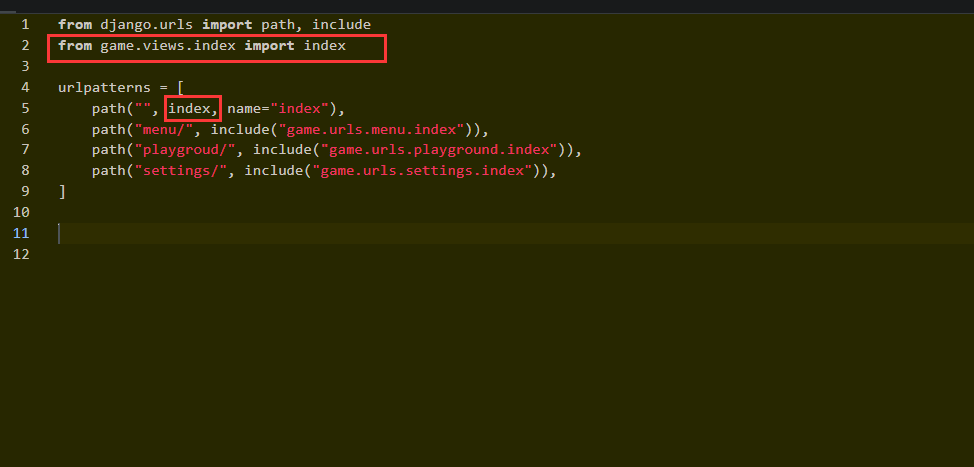 1 from django.urls import path, include
2 from game.views.index import index
3
4 urlpatterns = [
5     path("", index, name="index"),
6     path("menu/", include("game.urls.menu.index")),
7     path("playgroud/", include("game.urls.playground.index")),
8     path("settings/", include("game.urls.settings.index")),
9 ]
10
11
12